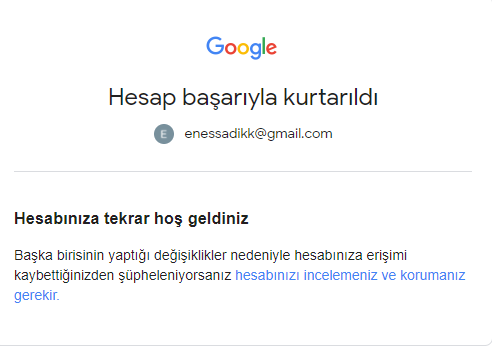 Google
Hesap başarıyla kurtarıldı
E enessadikk@gmail.com
Hesabınıza tekrar hoş geldiniz
Başka birisinin yaptığı değişiklikler nedeniyle hesabınıza erişimi
kaybettiğinizden şüpheleniyorsanız hesabınızı incelemeniz ve korumanız
gerekir.